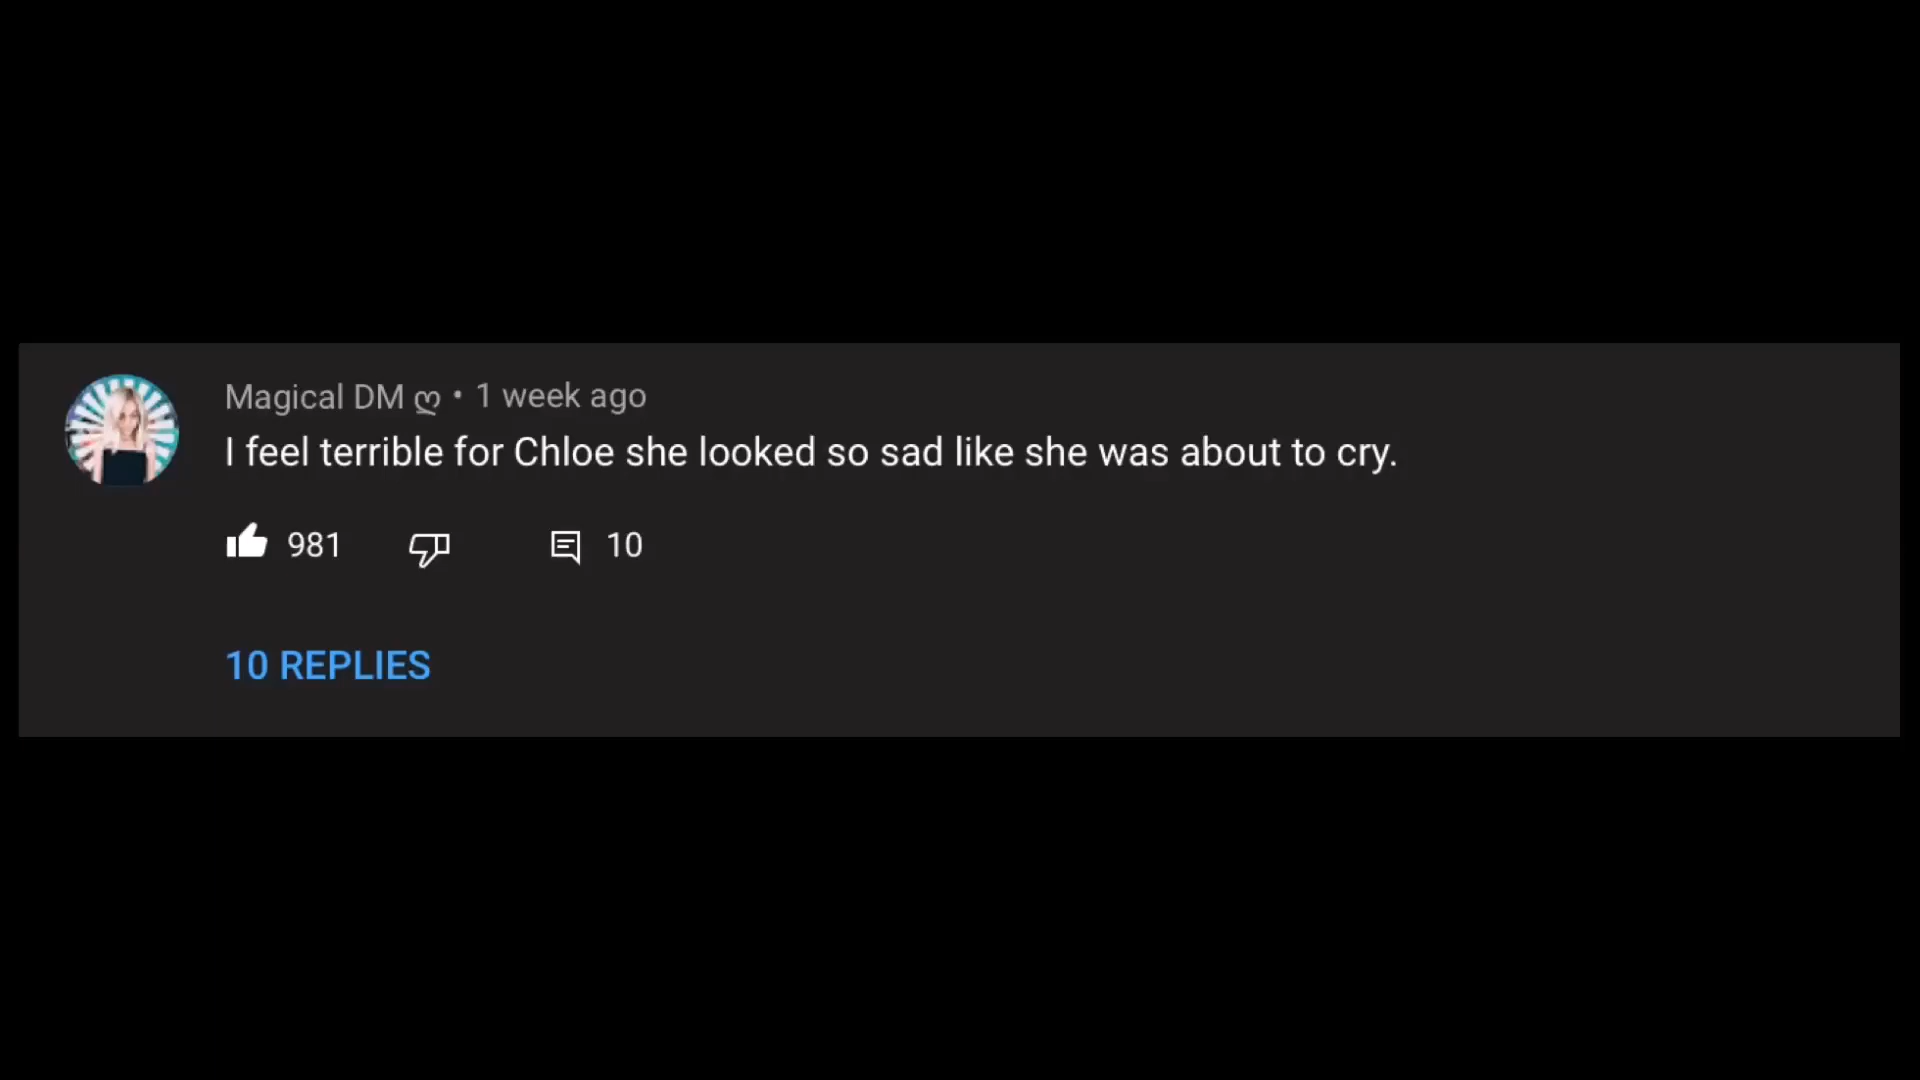 Magical DM ღ • 1 week ago
I feel terrible for Chloe she looked so sad like she was about to cry.
981 10
10 REPLIES